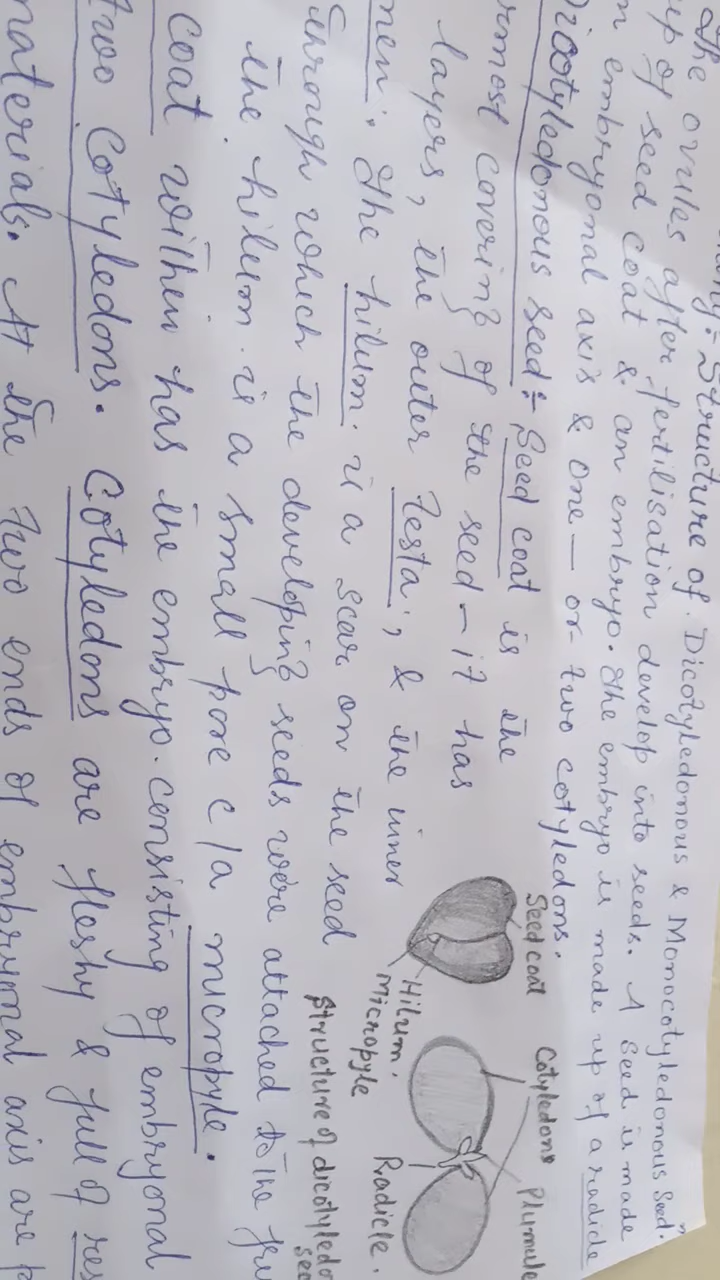 Structure of Dicotyledonous & Monocotyledonous Seed:
The ovules after fertilisation develop into seeds. A Seed is made
up of seed coat & an embryo. The embryo is made up of a radicle
an embryonal axis & one – or two cotyledons.
Dicotyledonous seed:- Seed coat is the
covering of the seed – it has
layers, the outer testa, & the inner
The hilum is a scar on the seed
through which the developing seeds were attached to the
the hilum is a small pore c/a micropyle.
coat within has the embryo consisting of embryonal
two cotyledons. Cotyledons are fleshy & full of
materials. At the two ends of embryonal axis are
Seed coat
Hilum.
Micropyle
Cotyledons
Plumule
Radicle.
Structure of